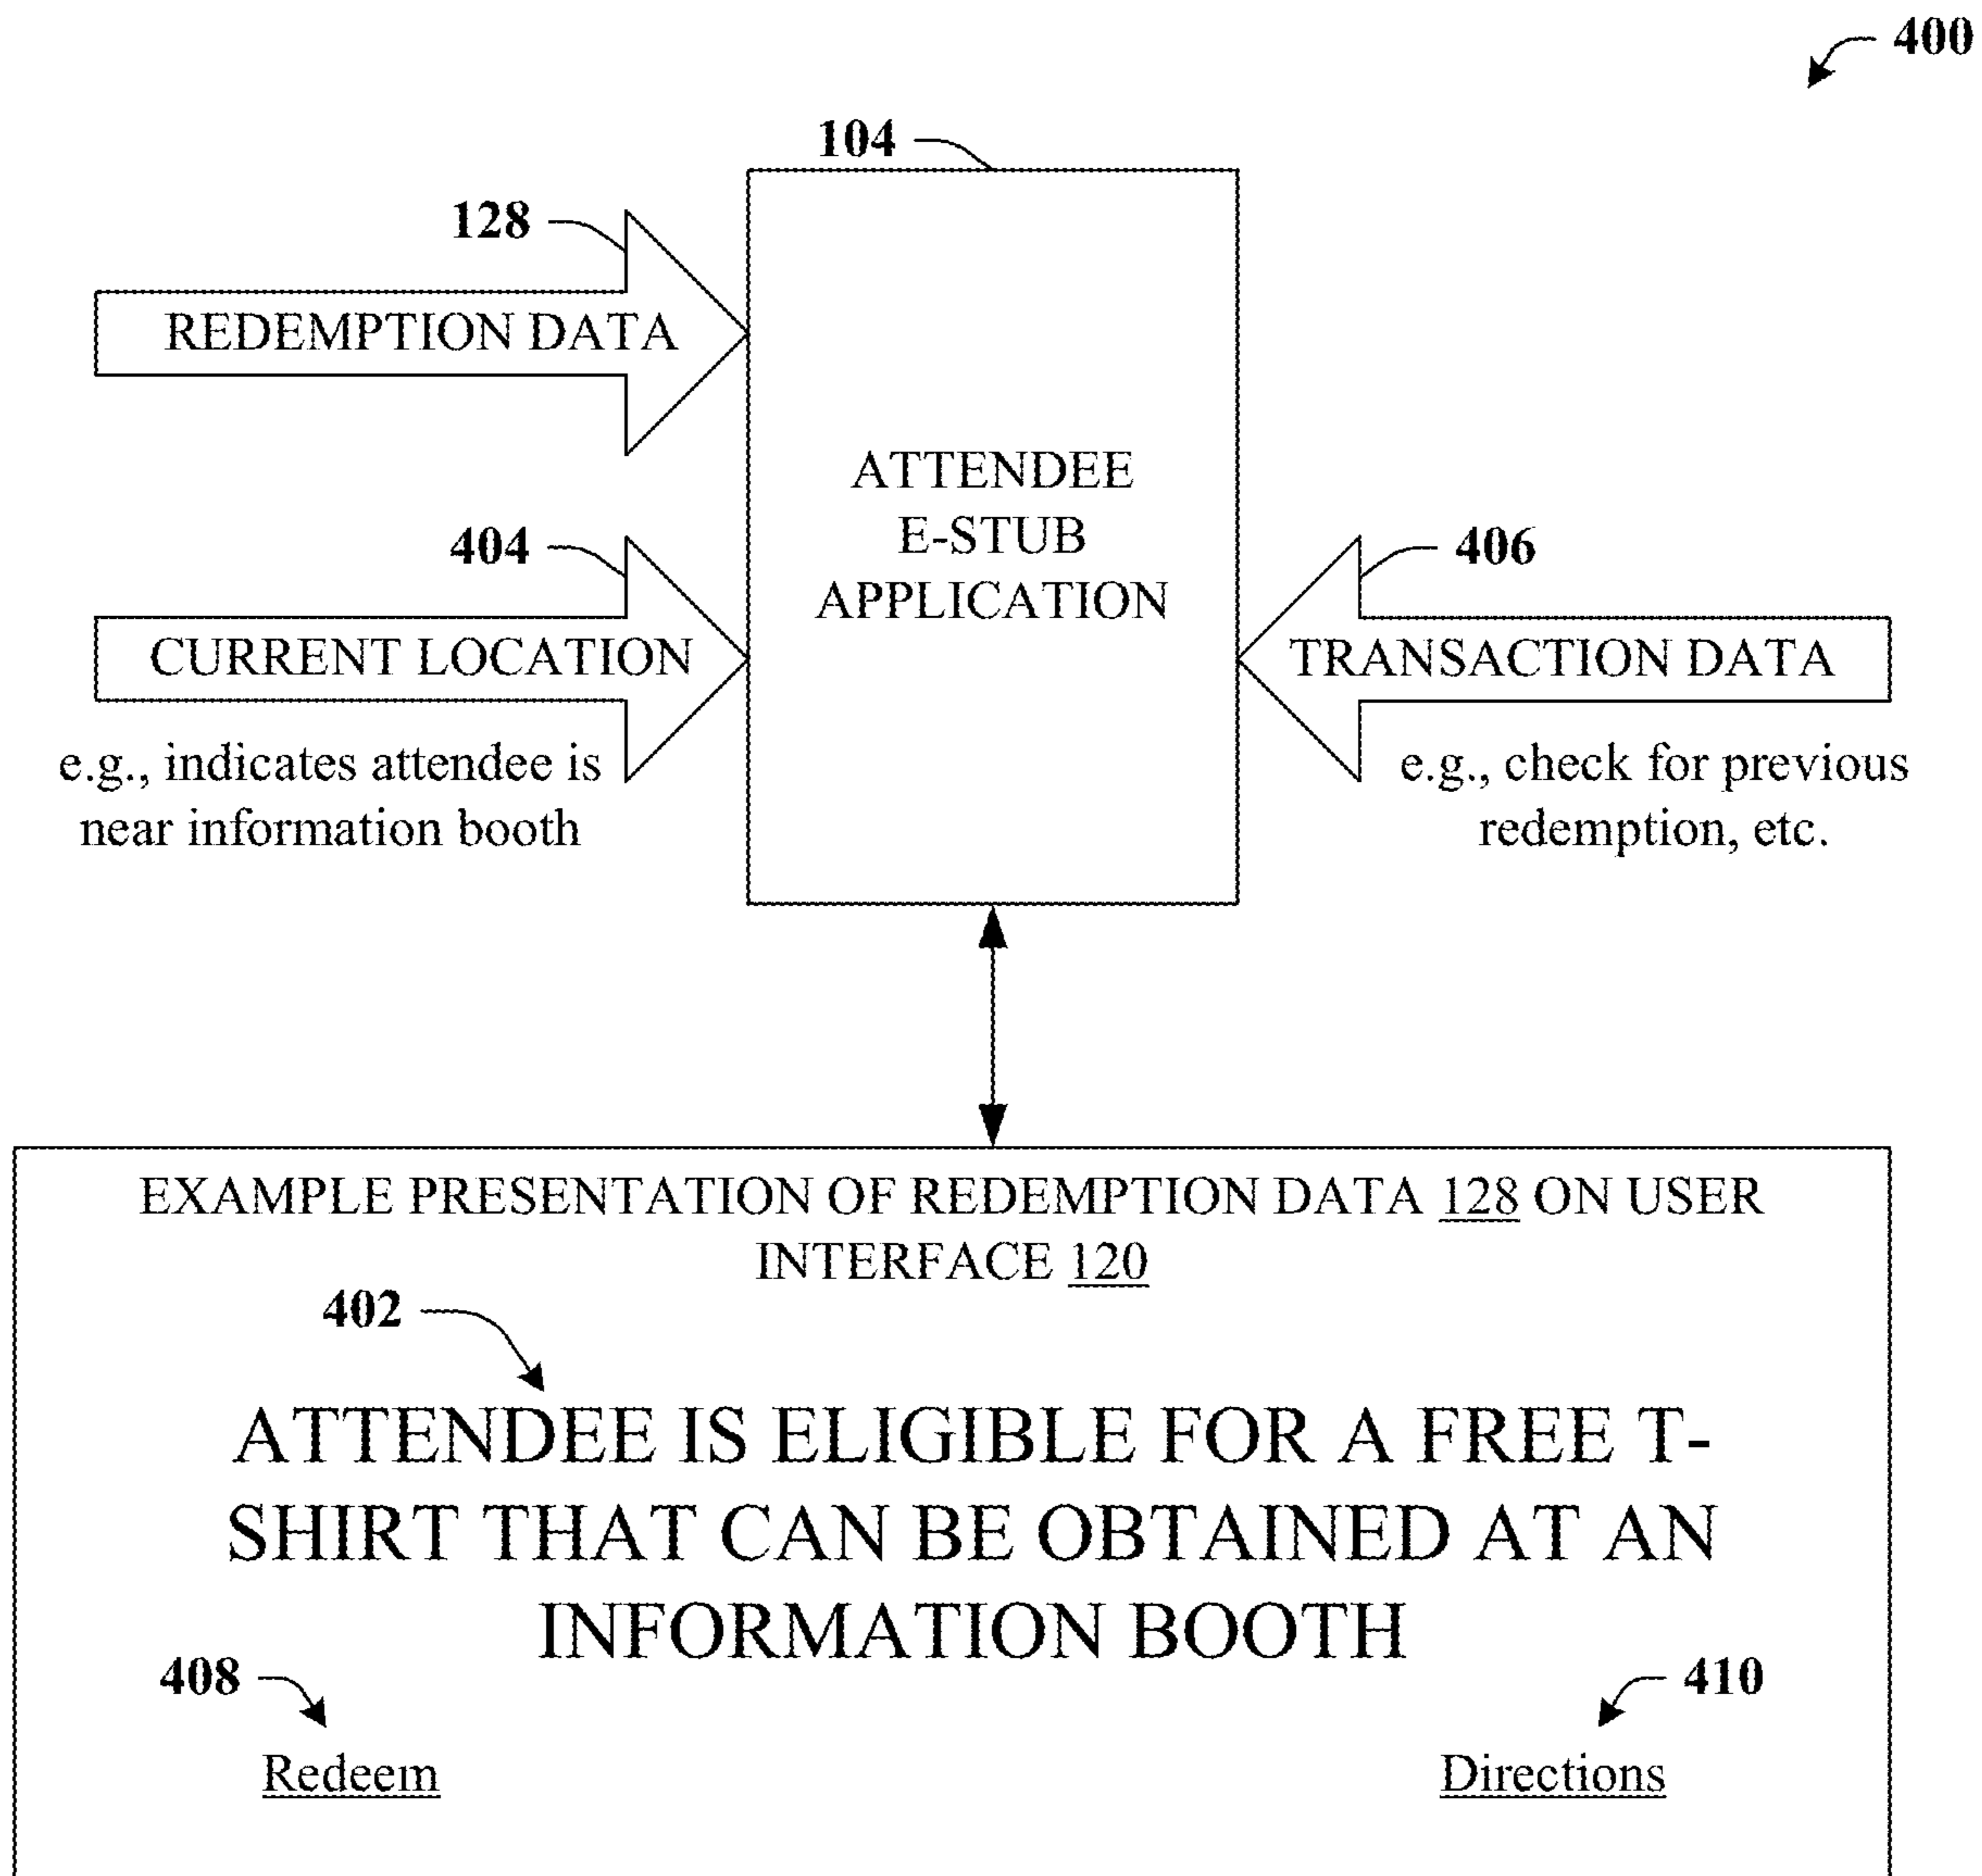 400
104
128
REDEMPTION DATA
ATTENDEE
E-STUB
APPLICATION
404
CURRENT LOCATION
e.g., indicates attendee is
near information booth
406
TRANSACTION DATA
e.g., check for previous
redemption, etc.
EXAMPLE PRESENTATION OF REDEMPTION DATA 128 ON USER
INTERFACE 120
402
ATTENDEE IS ELIGIBLE FOR A FREE T-
SHIRT THAT CAN BE OBTAINED AT AN
INFORMATION BOOTH
408
Redeem
410
Directions